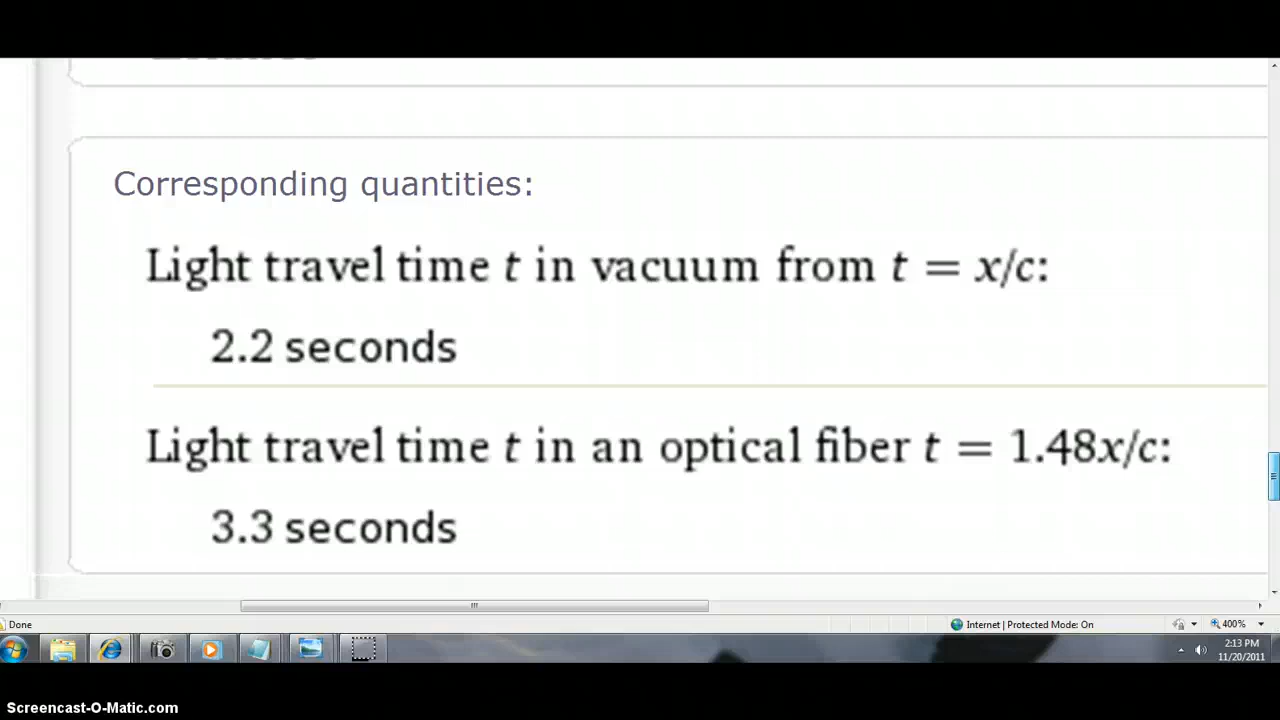 Corresponding quantities:
Light travel time t in vacuum from t = x/c:
2.2 seconds
Light travel time t in an optical fiber t = 1.48x/c:
3.3 seconds
Done
Internet | Protected Mode: On
400%
2:13 PM
11/20/2011
Screencast-O-Matic.com